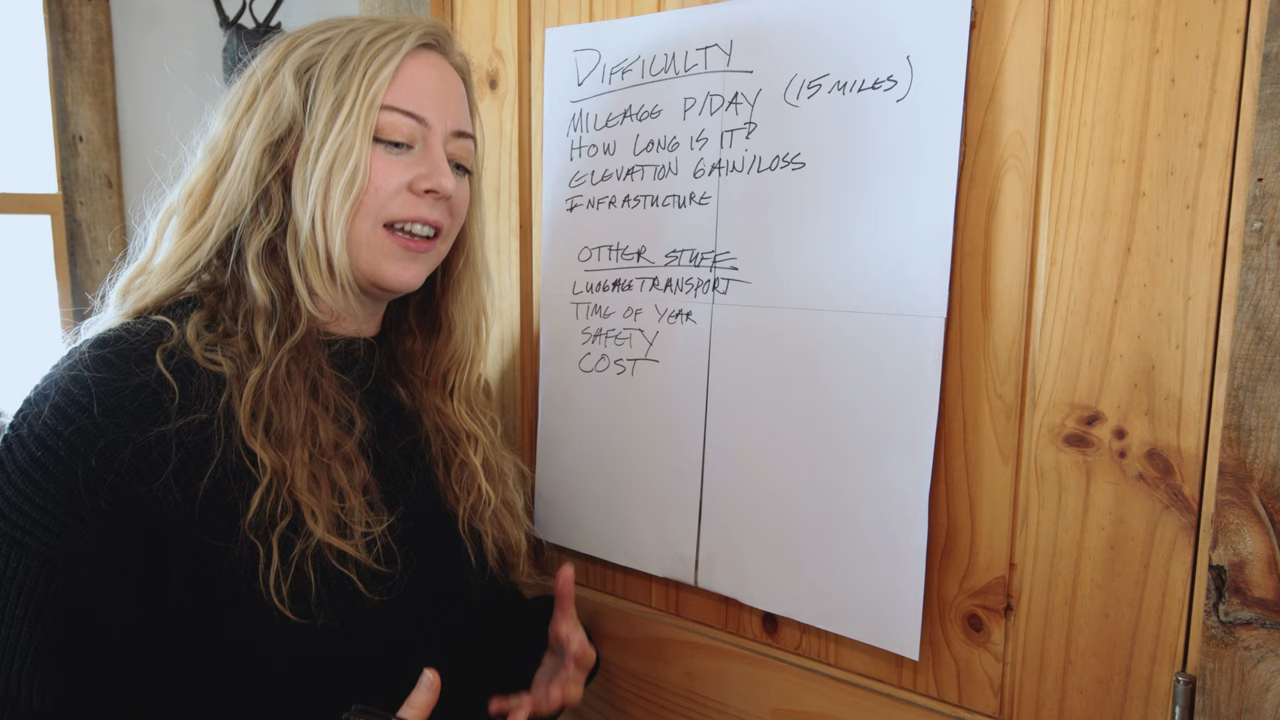 DIFFICULTY
MILEAGE P/DAY (15 MILES)
HOW LONG IS IT?
ELEVATION GAIN/LOSS
INFRASTUCTURE
OTHER STUFF
LUGGAGE TRANSPORT
TIME OF YEAR
SAFETY
COST